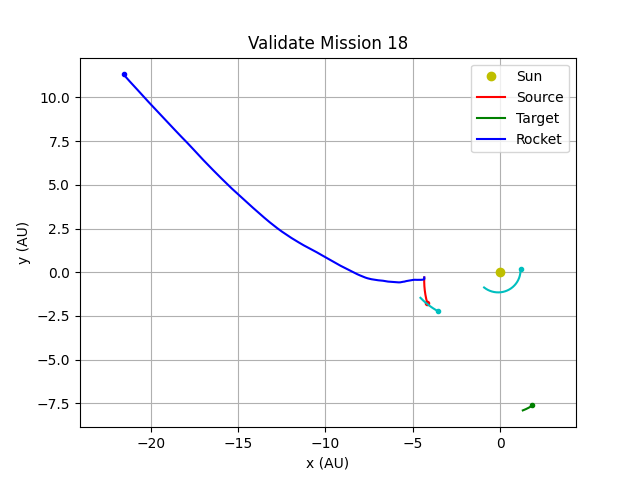 Validate Mission 18
Sun
Source
Target
Rocket
y (AU)
10.0
7.5
5.0
2.5
0.0
−2.5
−5.0
−7.5
−20
−15
−10
−5
0
x (AU)